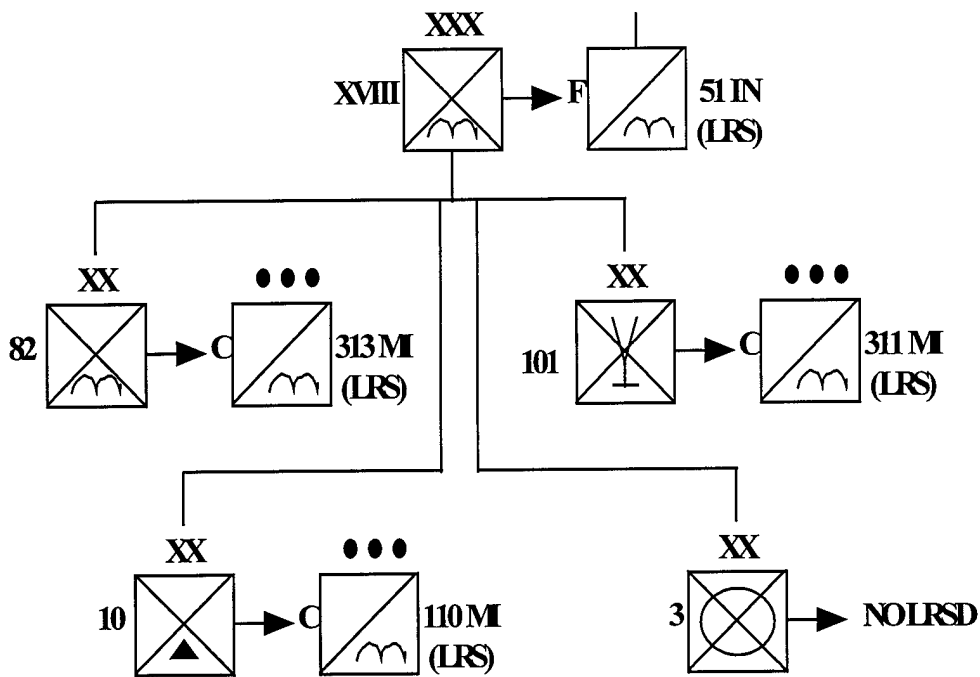 XXX
XVIII
F
51 IN
(LRS)
XX
82
C
313 MI
(LRS)
XX
101
C
311 MI
(LRS)
XX
10
C
110 MI
(LRS)
XX
3
NO LRSD